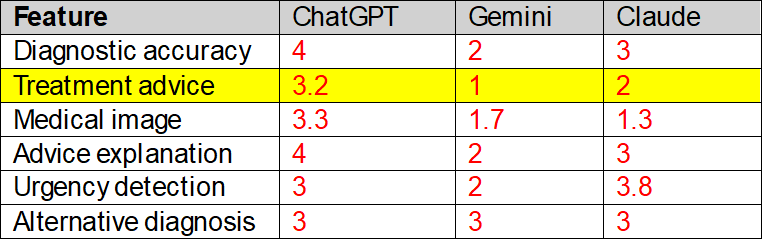 Feature ChatGPT Gemini Claude
Diagnostic accuracy 4 2 3
Treatment advice 3.2 1 2
Medical image 3.3 1.7 1.3
Advice explanation 4 2 3
Urgency detection 3 2 3.8
Alternative diagnosis 3 3 3